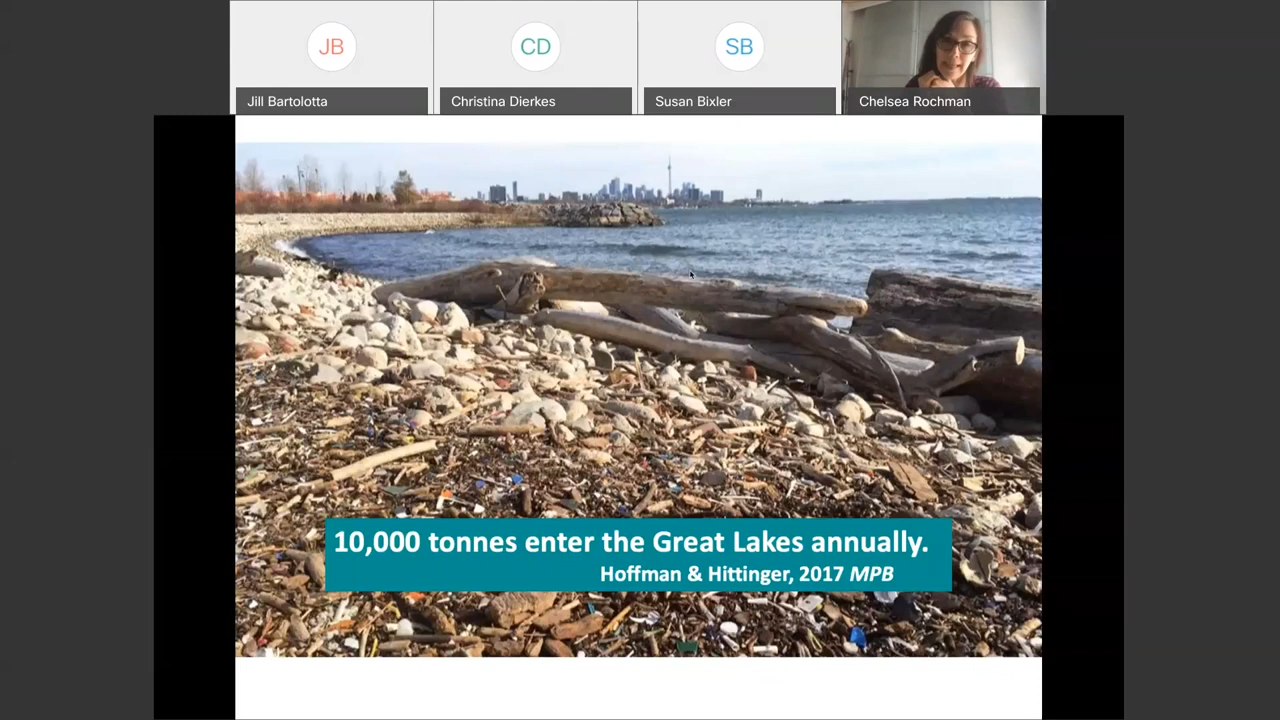 JB
CD
SB
Jill Bartolotta
Christina Dierkes
Susan Bixler
Chelsea Rochman
10,000 tonnes enter the Great Lakes annually.
Hoffman & Hittinger, 2017 MPB